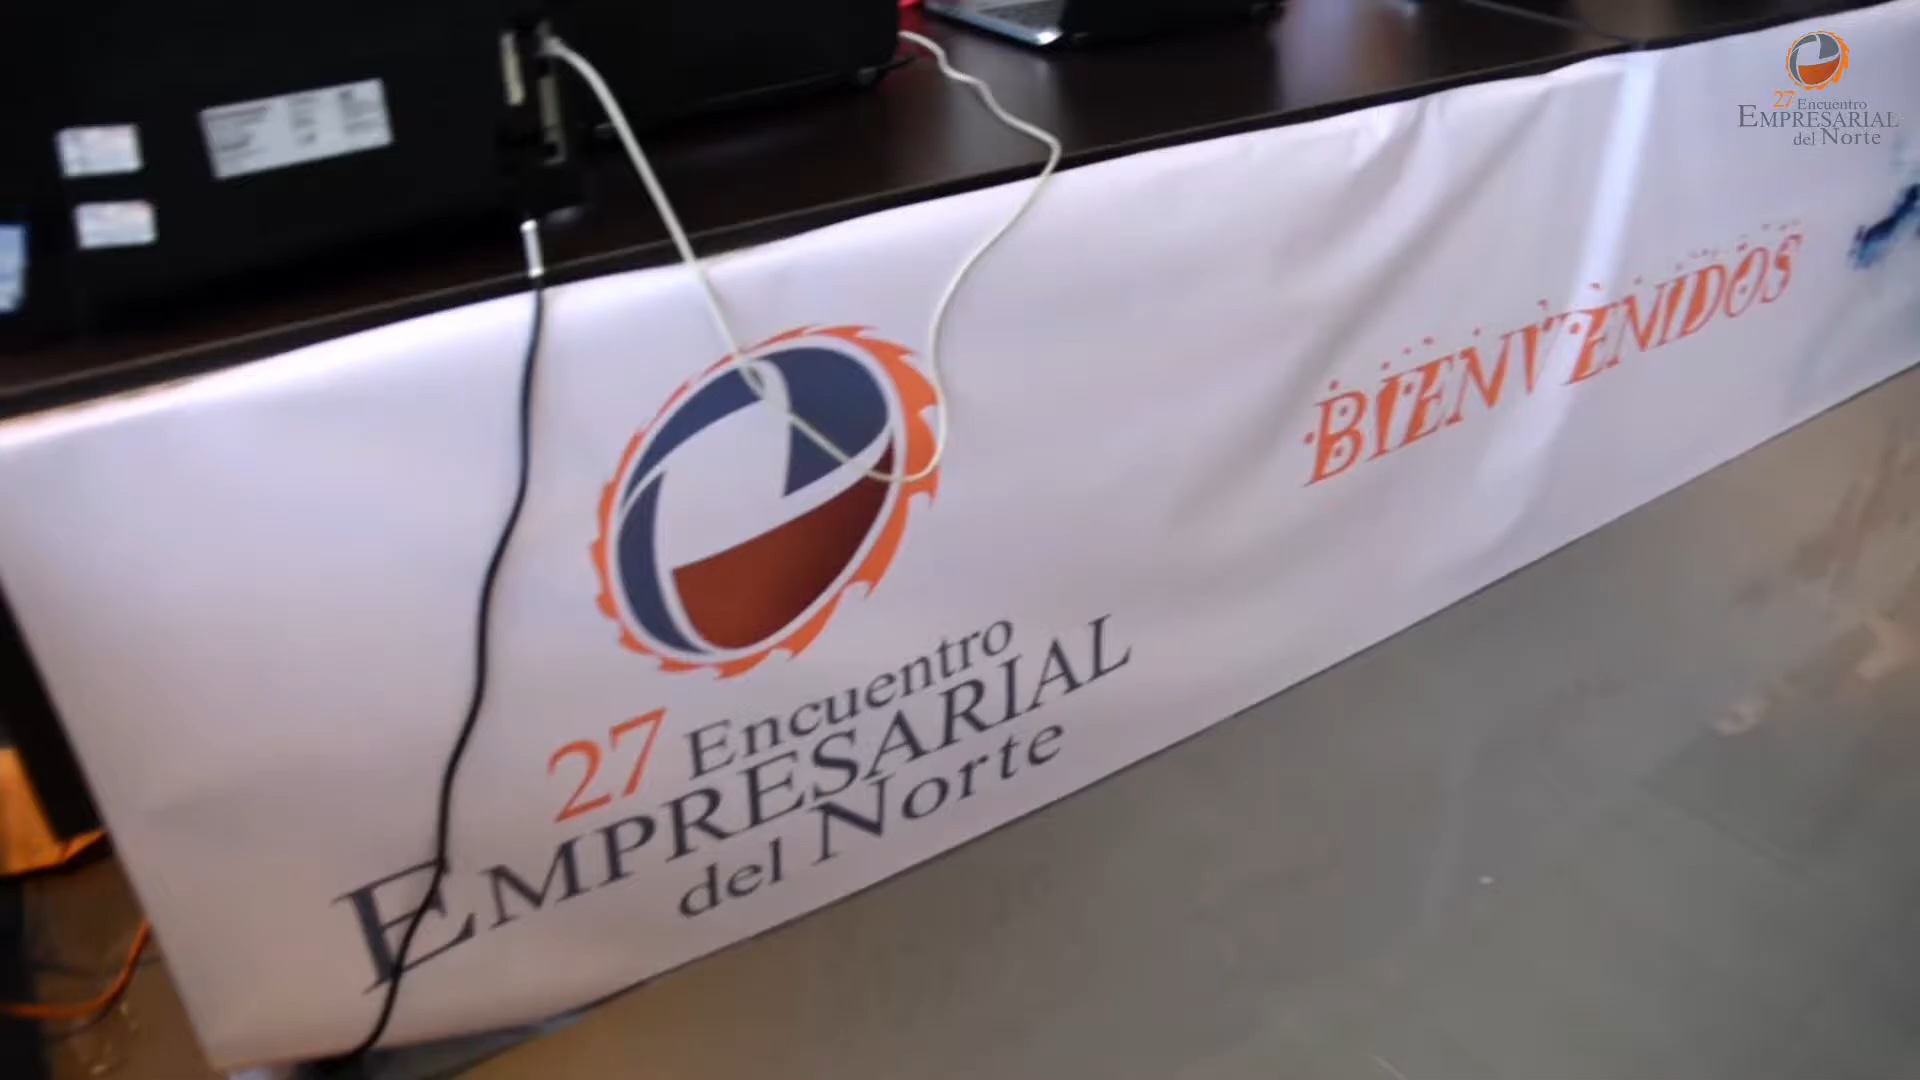 27 Encuentro
EMPRESARIAL
del Norte
BIENVENIDOS
27 Encuentro
EMPRESARIAL
del Norte